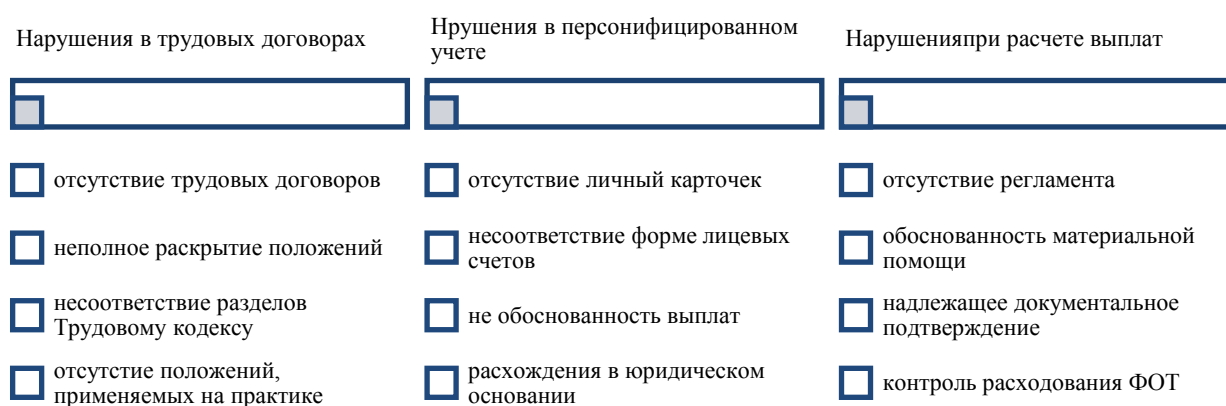 Нарушения в трудовых договорах
отсутствие трудовых договоров
неполное раскрытие положений
несоответствие разделов
Трудовому кодексу
отсутстие положений,
применяемых на практике
Нрушения в персонифицированном
учете
отсутствие личный карточек
несоответствие форме лицевых
счетов
не обоснованность выплат
расхождения в юридическом
основании
Нарушенияпри расчете выплат
отсутствие регламента
обоснованность материальной
помощи
надлежащее документальное
подтверждение
контроль расходования ФОТ